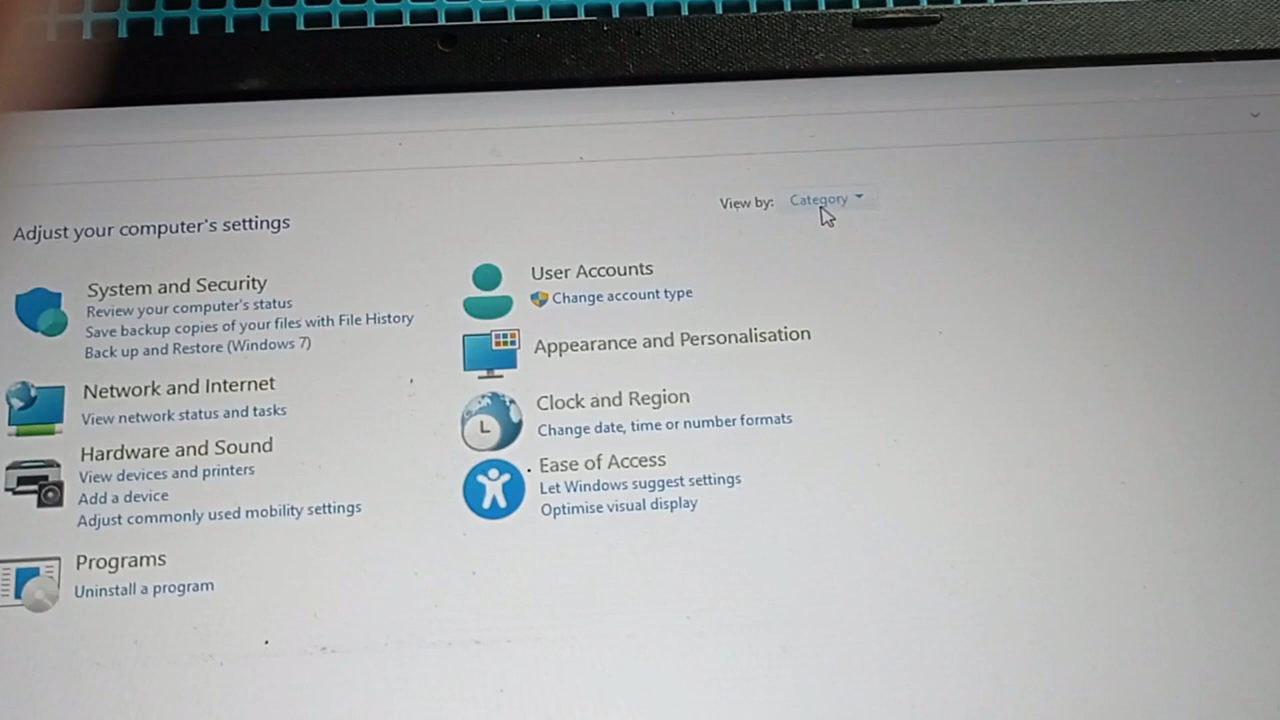 View by: Category
Adjust your computer's settings
System and Security
Review your computer's status
Save backup copies of your files with File History
Back up and Restore (Windows 7)
Network and Internet
View network status and tasks
Hardware and Sound
View devices and printers
Add a device
Adjust commonly used mobility settings
Programs
Uninstall a program
User Accounts
Change account type
Appearance and Personalisation
Clock and Region
Change date, time or number formats
Ease of Access
Let Windows suggest settings
Optimise visual display